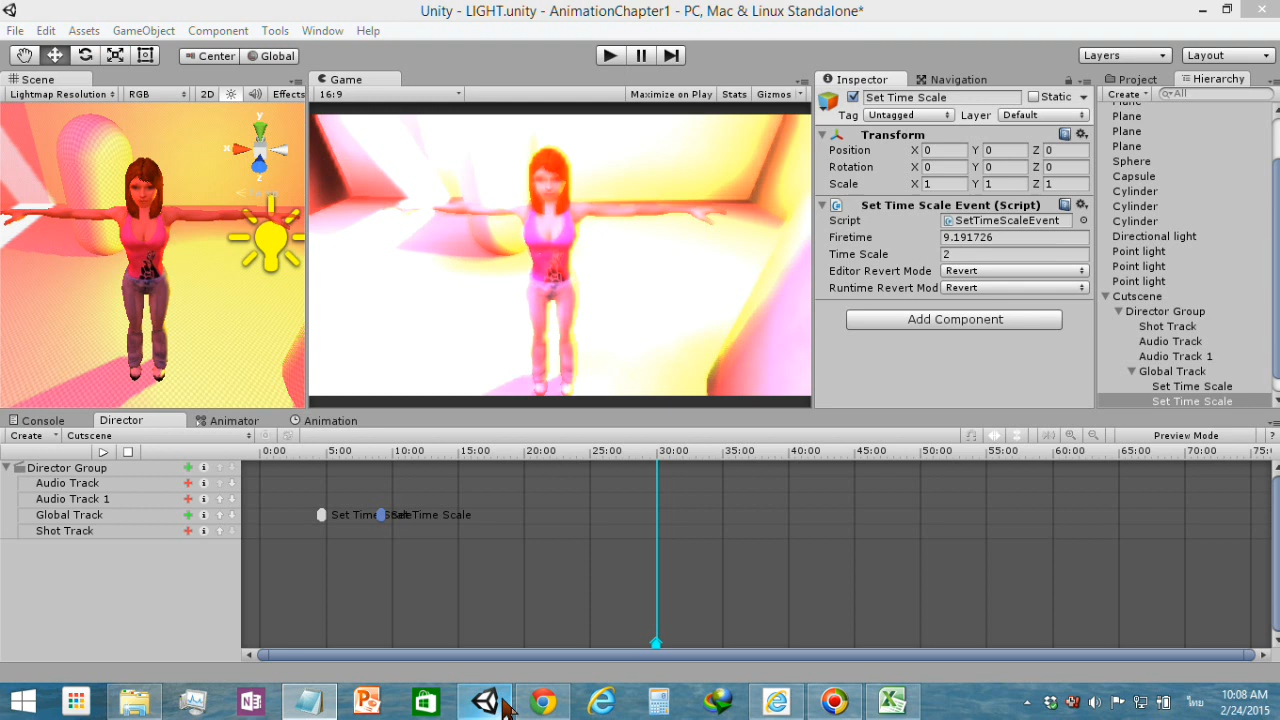 Unity - LIGHT.unity - AnimationChapter1 - PC, Mac & Linux Standalone*
File Edit Assets GameObject Component Tools Window Help
Center Global Layers Layout
Scene Game Inspector Navigation Project Hierarchy
Lightmap Resolution RGB 2D Effects 16:9 Maximize on Play Stats Gizmos Set Time Scale Static Create All
Tag Untagged Layer Default
Plane
Plane
Plane
Plane
Sphere
Capsule
Cylinder
Cylinder
Cylinder
Directional light
Point light
Point light
Point light
Cutscene
Director Group
Shot Track
Audio Track
Audio Track 1
Global Track
Set Time Scale
Set Time Scale
Transform
Position X 0 Y 0 Z 0
Rotation X 0 Y 0 Z 0
Scale X 1 Y 1 Z 1
Set Time Scale Event (Script)
Script SetTimeScaleEvent
Firetime 9.191726
Time Scale 2
Editor Revert Mode Revert
Runtime Revert Mod Revert
Add Component
y
x
z
Console Director Animator Animation
Create Cutscene Preview Mode ?
0:00 5:00 10:00 15:00 20:00 25:00 30:00 35:00 40:00 45:00 50:00 55:00 60:00 65:00 70:00 75:
Director Group
Audio Track
Audio Track 1
Global Track Set Time Scale Set Time Scale
Shot Track
ไทย
10:08 AM
2/24/2015